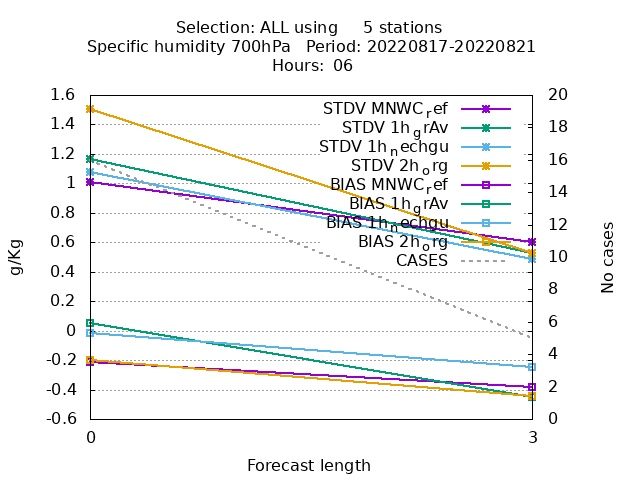 Selection: ALL using 5 stations
Specific humidity 700hPa Period: 20220817-20220821
Hours: 06
1.6
1.4
1.2
1
0.8
0.6
0.4
0.2
0
-0.2
-0.4
-0.6
g/Kg
STDV MNWC_ref
STDV 1h_grAv
STDV 1h_nechgu
STDV 2h_org
BIAS MNWC_ref
BIAS 1h_grAv
BIAS 1h_nechgu
BIAS 2h_org
CASES
20
18
16
14
12
10
8
6
4
2
0
No cases
0 3
Forecast length